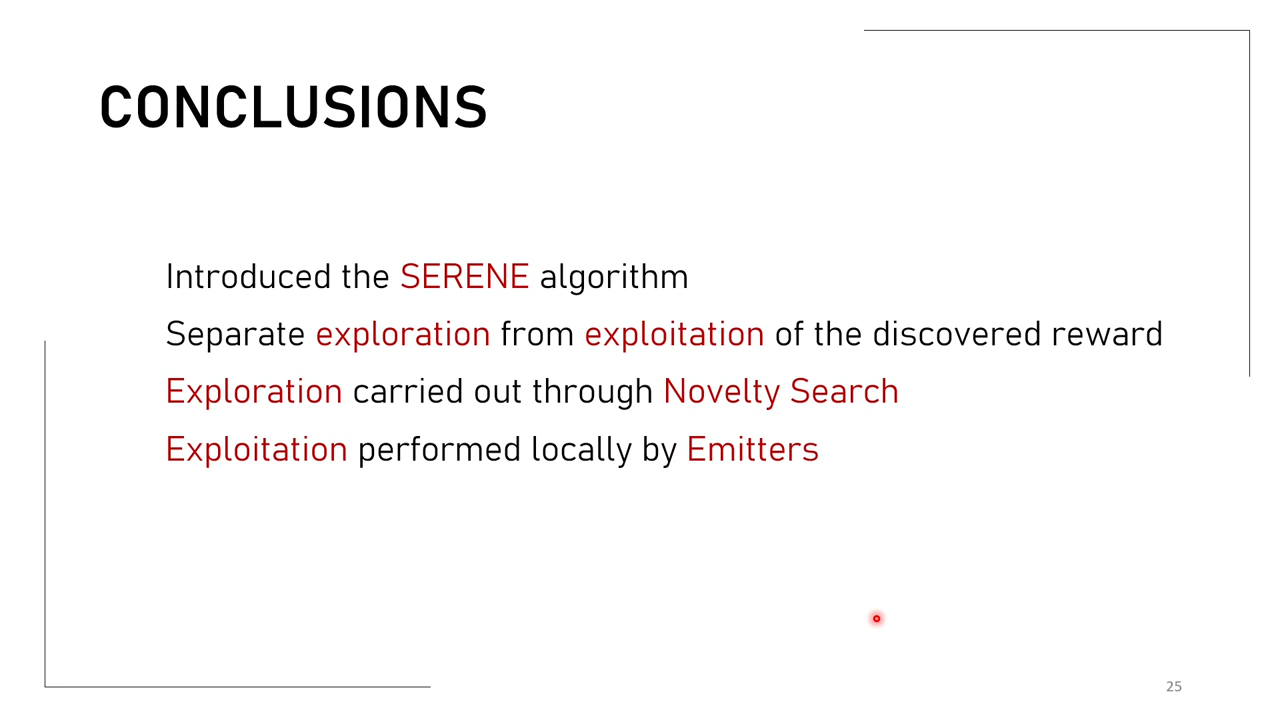 CONCLUSIONS
Introduced the SERENE algorithm
Separate exploration from exploitation of the discovered reward
Exploration carried out through Novelty Search
Exploitation performed locally by Emitters
25